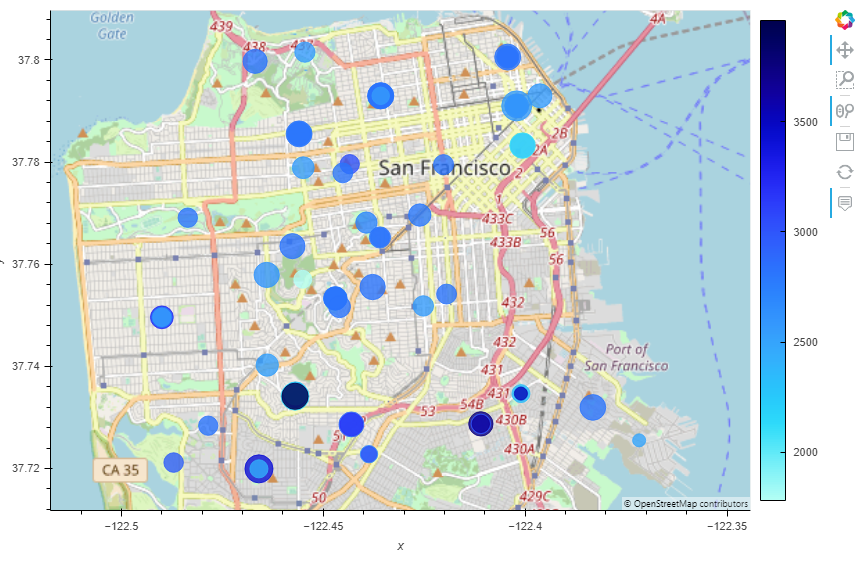 Golden
Gate
439
438
437
4A
37.8
2B
2A
37.78
San Francisco
2
1
433C
56
433B
37.76
56
432
37.74
432
Port of
San Francisco
431
431
54B
53
430B
51
430A
CA 35
37.72
50
429C
© OpenStreetMap contributors
−122.5
−122.45
−122.4
−122.35
x
y
3500
3000
2500
2000